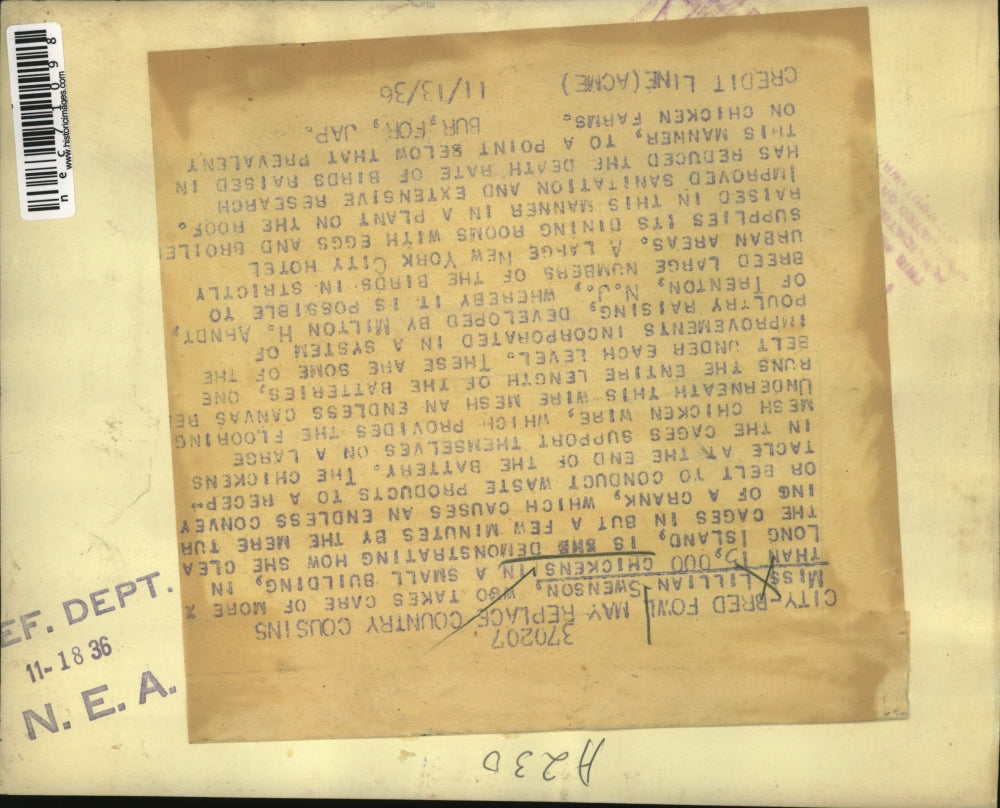 370207
CITY-BRED FOWL MAY REPLACE COUNTRY COUSINS
MISS LILLIAN SWENSON, WHO TAKES CARE OF MORE
THAN 15,000 CHICKENS IN A SMALL BUILDING, IN
LONG ISLAND, IS DEMONSTRATING HOW SHE CLEA
THE CAGES IN BUT A FEW MINUTES BY THE MERE TUR
ING OF A CRANK, WHICH CAUSES AN ENDLESS CONVEY
OR BELT TO CONDUCT WASTE PRODUCTS TO A RECEP-
TACLE AT THE END OF THE BATTERY. THE CHICKENS
IN THE CAGES SUPPORT THEMSELVES ON A LARGE
MESH CHICKEN WIRE, WHICH PROVIDES THE FLOORING
UNDERNEATH THIS WIRE MESH AN ENDLESS CANVAS BE
RUNS THE ENTIRE LENGTH OF THE BATTERIES, ONE
BELT UNDER EACH LEVEL. THESE ARE SOME OF THE
IMPROVEMENTS INCORPORATED IN A SYSTEM OF
POULTRY RAISING, DEVELOPED BY MILTON H. ARNDT,
OF TRENTON, N.J., WHEREBY IT IS POSSIBLE TO
BREED LARGE NUMBERS OF THE BIRDS IN STRICTLY
URBAN AREAS. A LARGE NEW YORK CITY HOTEL
SUPPLIES ITS DINING ROOMS WITH EGGS AND BROILE
RAISED IN THIS MANNER IN A PLANT ON THE ROOF.
IMPROVED SANITATION AND EXTENSIVE RESEARCH
HAS REDUCED THE DEATH RATE OF BIRDS RAISED IN
THIS MANNER, TO A POINT BELOW THAT PREVALENT
ON CHICKEN FARMS. BUR, FOR, JAP.
CREDIT LINE (ACME) 11/13/36
EF. DEPT.
11-18 36
N. E. A.
A230
nec71098
www.historicimages.com